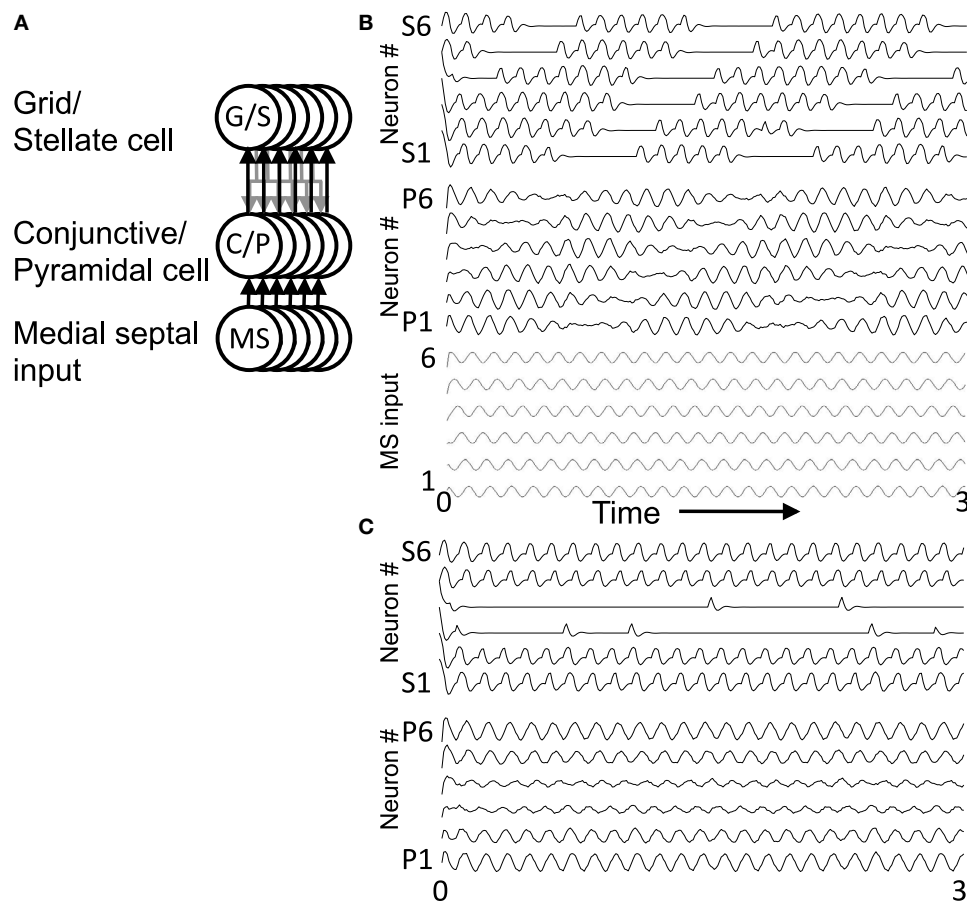 A
Grid/
Stellate cell
G/S
Conjunctive/
Pyramidal cell
C/P
Medial septal
input
MS
B
S6
Neuron #
S1
P6
Neuron #
P1
6
MS input
1
0
Time
3
C
S6
Neuron #
S1
P6
Neuron #
P1
0
3